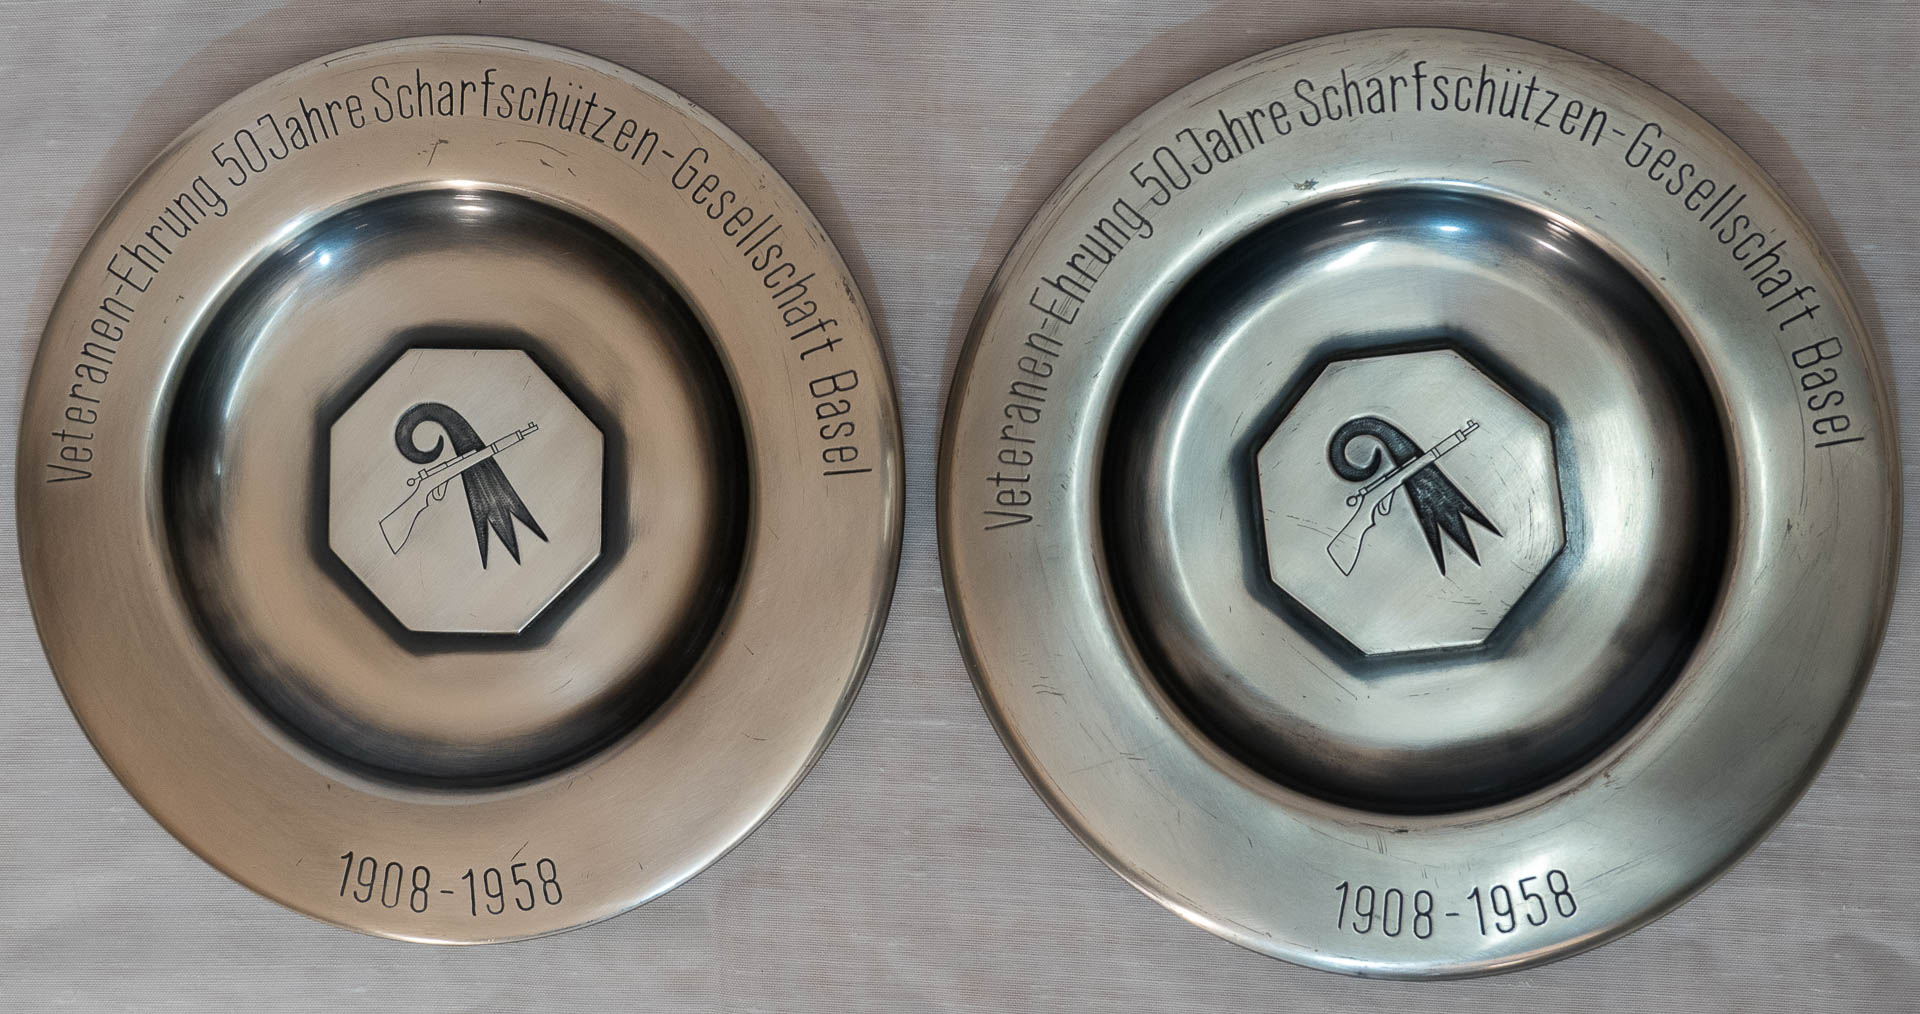 Veteranen-Ehrung 50 Jahre Scharfschützen-Gesellschaft Basel
1908-1958
Veteranen-Ehrung 50 Jahre Scharfschützen-Gesellschaft Basel
1908-1958